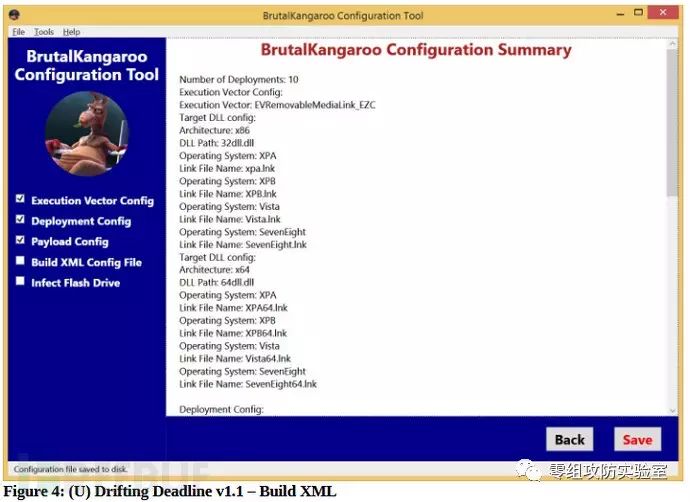 BrutalKangaroo Configuration Tool
File Tools Help
BrutalKangaroo
Configuration Tool
Execution Vector Config
Deployment Config
Payload Config
Build XML Config File
Infect Flash Drive
BrutalKangaroo Configuration Summary
Number of Deployments: 10
Execution Vector Config:
Execution Vector: EVRemovableMediaLink_EZC
Target DLL config:
Architecture: x86
DLL Path: 32dll.dll
Operating System: XPA
Link File Name: xpa.lnk
Operating System: XPB
Link File Name: XPB.lnk
Operating System: Vista
Link File Name: Vista.lnk
Operating System: SevenEight
Link File Name: SevenEight.lnk
Target DLL config:
Architecture: x64
DLL Path: 64dll.dll
Operating System: XPA
Link File Name: XPA64.lnk
Operating System: XPB
Link File Name: XPB64.lnk
Operating System: Vista
Link File Name: Vista64.lnk
Operating System: SevenEight
Link File Name: SevenEight64.lnk
Deployment Config:
Back Save
Configuration file saved to disk.
零组攻防实验室
Figure 4: (U) Drifting Deadline v1.1 – Build XML